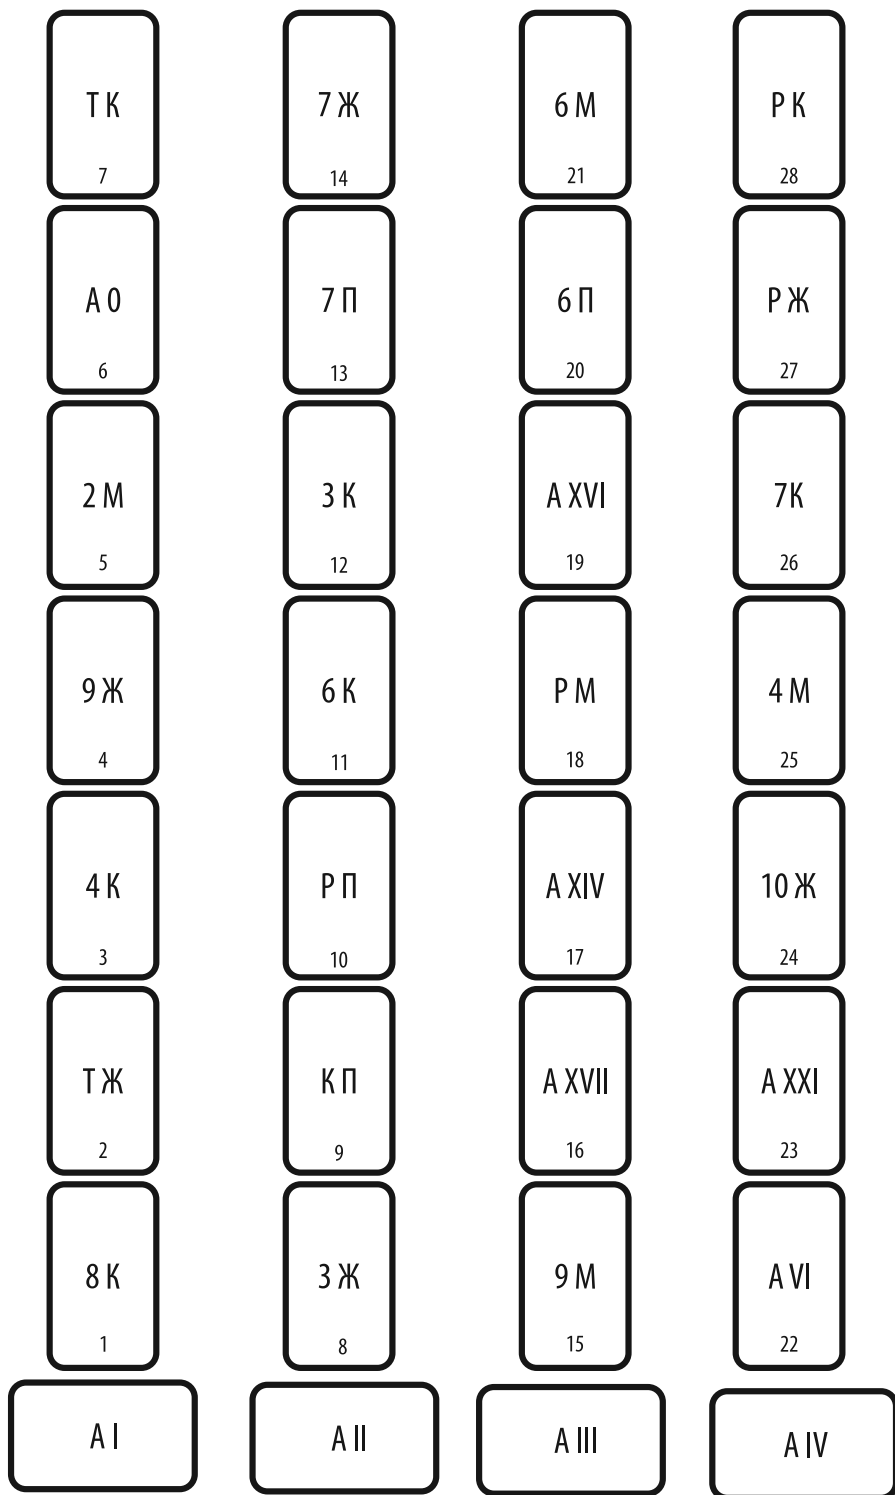 Т К
7 Ж
6 М
Р К
7
14
21
28
А 0
7 П
6 П
Р Ж
6
13
20
27
2 М
3 К
А XVI
7К
5
12
19
26
9 Ж
6 К
Р М
4 М
4
11
18
25
4 К
Р П
А XIV
10 Ж
3
10
17
24
Т Ж
К П
А XVII
А XXI
2
9
16
23
8 К
3 Ж
9 М
А VI
1
8
15
22
А I
А II
А III
А IV